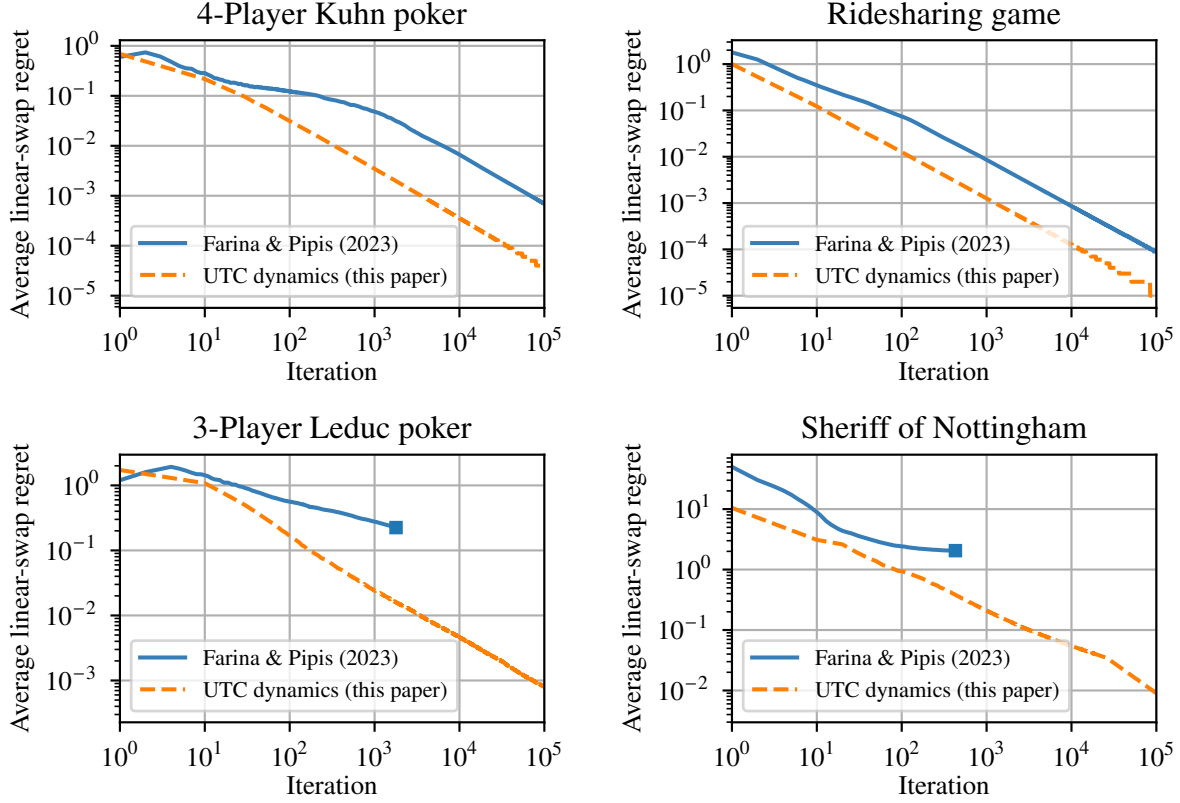 4-Player Kuhn poker
Average linear-swap regret
10^0
10^-1
10^-2
10^-3
10^-4
10^-5
Farina & Pipis (2023)
UTC dynamics (this paper)
10^0 10^1 10^2 10^3 10^4 10^5
Iteration
Ridesharing game
Average linear-swap regret
10^0
10^-1
10^-2
10^-3
10^-4
10^-5
Farina & Pipis (2023)
UTC dynamics (this paper)
10^0 10^1 10^2 10^3 10^4 10^5
Iteration
3-Player Leduc poker
Average linear-swap regret
10^0
10^-1
10^-2
10^-3
Farina & Pipis (2023)
UTC dynamics (this paper)
10^0 10^1 10^2 10^3 10^4 10^5
Iteration
Sheriff of Nottingham
Average linear-swap regret
10^1
10^0
10^-1
10^-2
Farina & Pipis (2023)
UTC dynamics (this paper)
10^0 10^1 10^2 10^3 10^4 10^5
Iteration